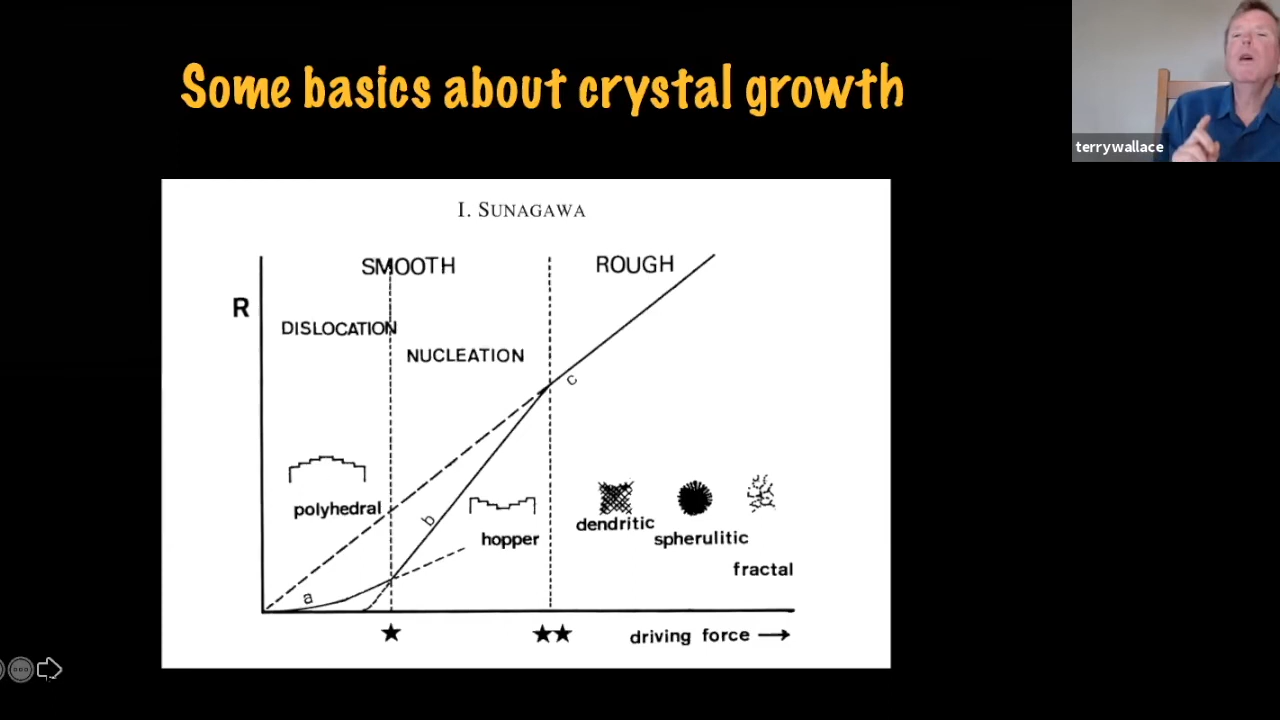 Some basics about crystal growth
terrywallace
I. SUNAGAWA
SMOOTH
ROUGH
R
DISLOCATION
NUCLEATION
c
polyhedral
b
hopper
dendritic
spherulitic
fractal
a
★
★★
driving force →